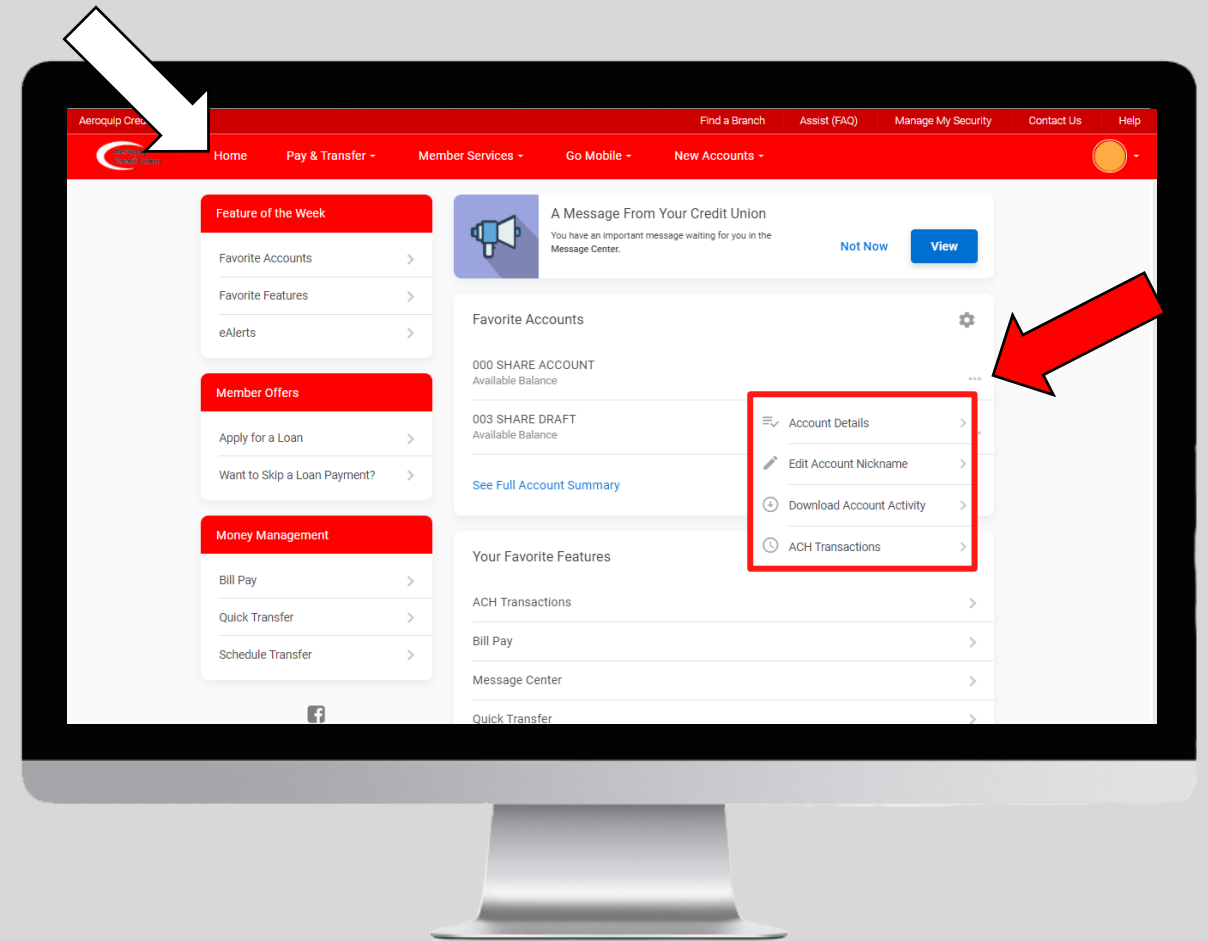 Aeroquip
Find a Branch
Assist (FAQ)
Manage My Security
Contact Us
Help
Home
Pay & Transfer
Member Services
Go Mobile
New Accounts
Feature of the Week
Favorite Accounts
Favorite Features
eAlerts
Member Offers
Apply for a Loan
Want to Skip a Loan Payment?
Money Management
Bill Pay
Quick Transfer
Schedule Transfer
A Message From Your Credit Union
You have an important message waiting for you in the
Message Center.
Not Now
View
Favorite Accounts
000 SHARE ACCOUNT
Available Balance
003 SHARE DRAFT
Available Balance
See Full Account Summary
Account Details
Edit Account Nickname
Download Account Activity
ACH Transactions
Your Favorite Features
ACH Transactions
Bill Pay
Message Center
Quick Transfer